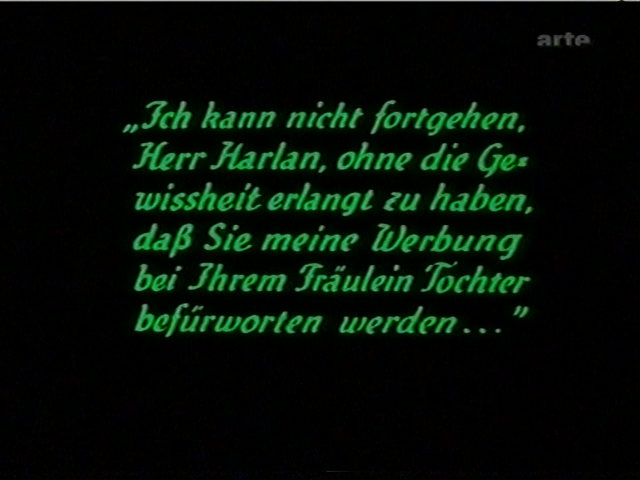 arte
„Ich kann nicht fortgehen,
Herr Harlan, ohne die Ge=
wissheit erlangt zu haben,
daß Sie meine Werbung
bei Ihrem Fräulein Tochter
befürworten werden..."